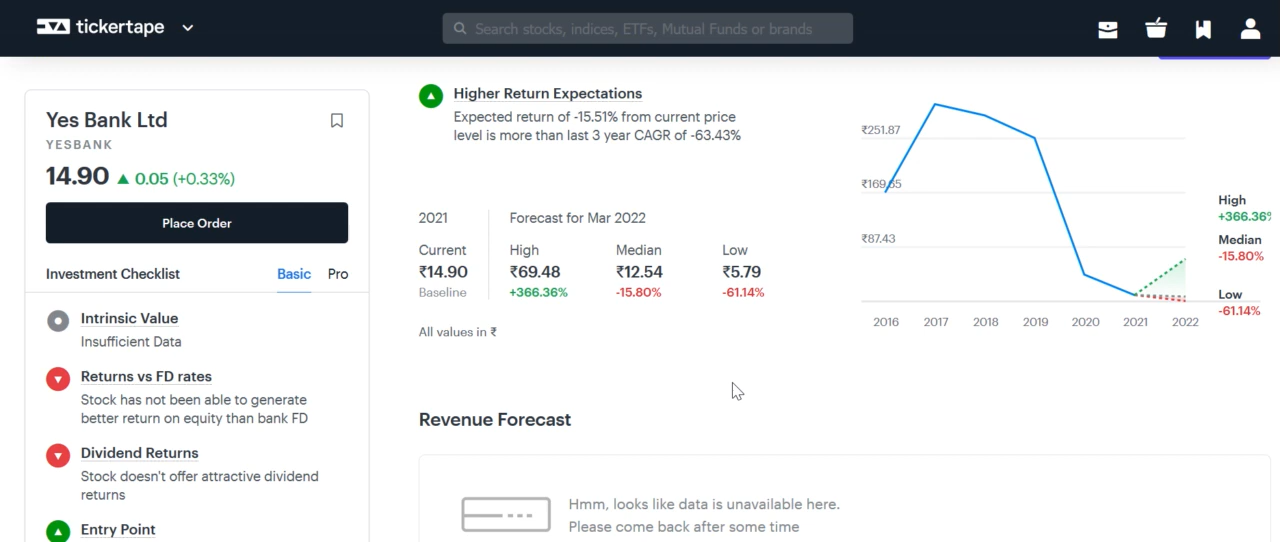 tickertape
Search stocks, indices, ETFs, Mutual Funds or brands
Yes Bank Ltd
YESBANK
14.90 ▲ 0.05 (+0.33%)
Place Order
Investment Checklist Basic Pro
Intrinsic Value
Insufficient Data
Returns vs FD rates
Stock has not been able to generate
better return on equity than bank FD
Dividend Returns
Stock doesn't offer attractive dividend
returns
Entry Point
Higher Return Expectations
Expected return of -15.51% from current price
level is more than last 3 year CAGR of -63.43%
2021 Forecast for Mar 2022
Current High Median Low
₹14.90 ₹69.48 ₹12.54 ₹5.79
Baseline +366.36% -15.80% -61.14%
All values in ₹
₹251.87
₹169.65
₹87.43
High
+366.36%
Median
-15.80%
Low
-61.14%
2016 2017 2018 2019 2020 2021 2022
Revenue Forecast
Hmm, looks like data is unavailable here.
Please come back after some time